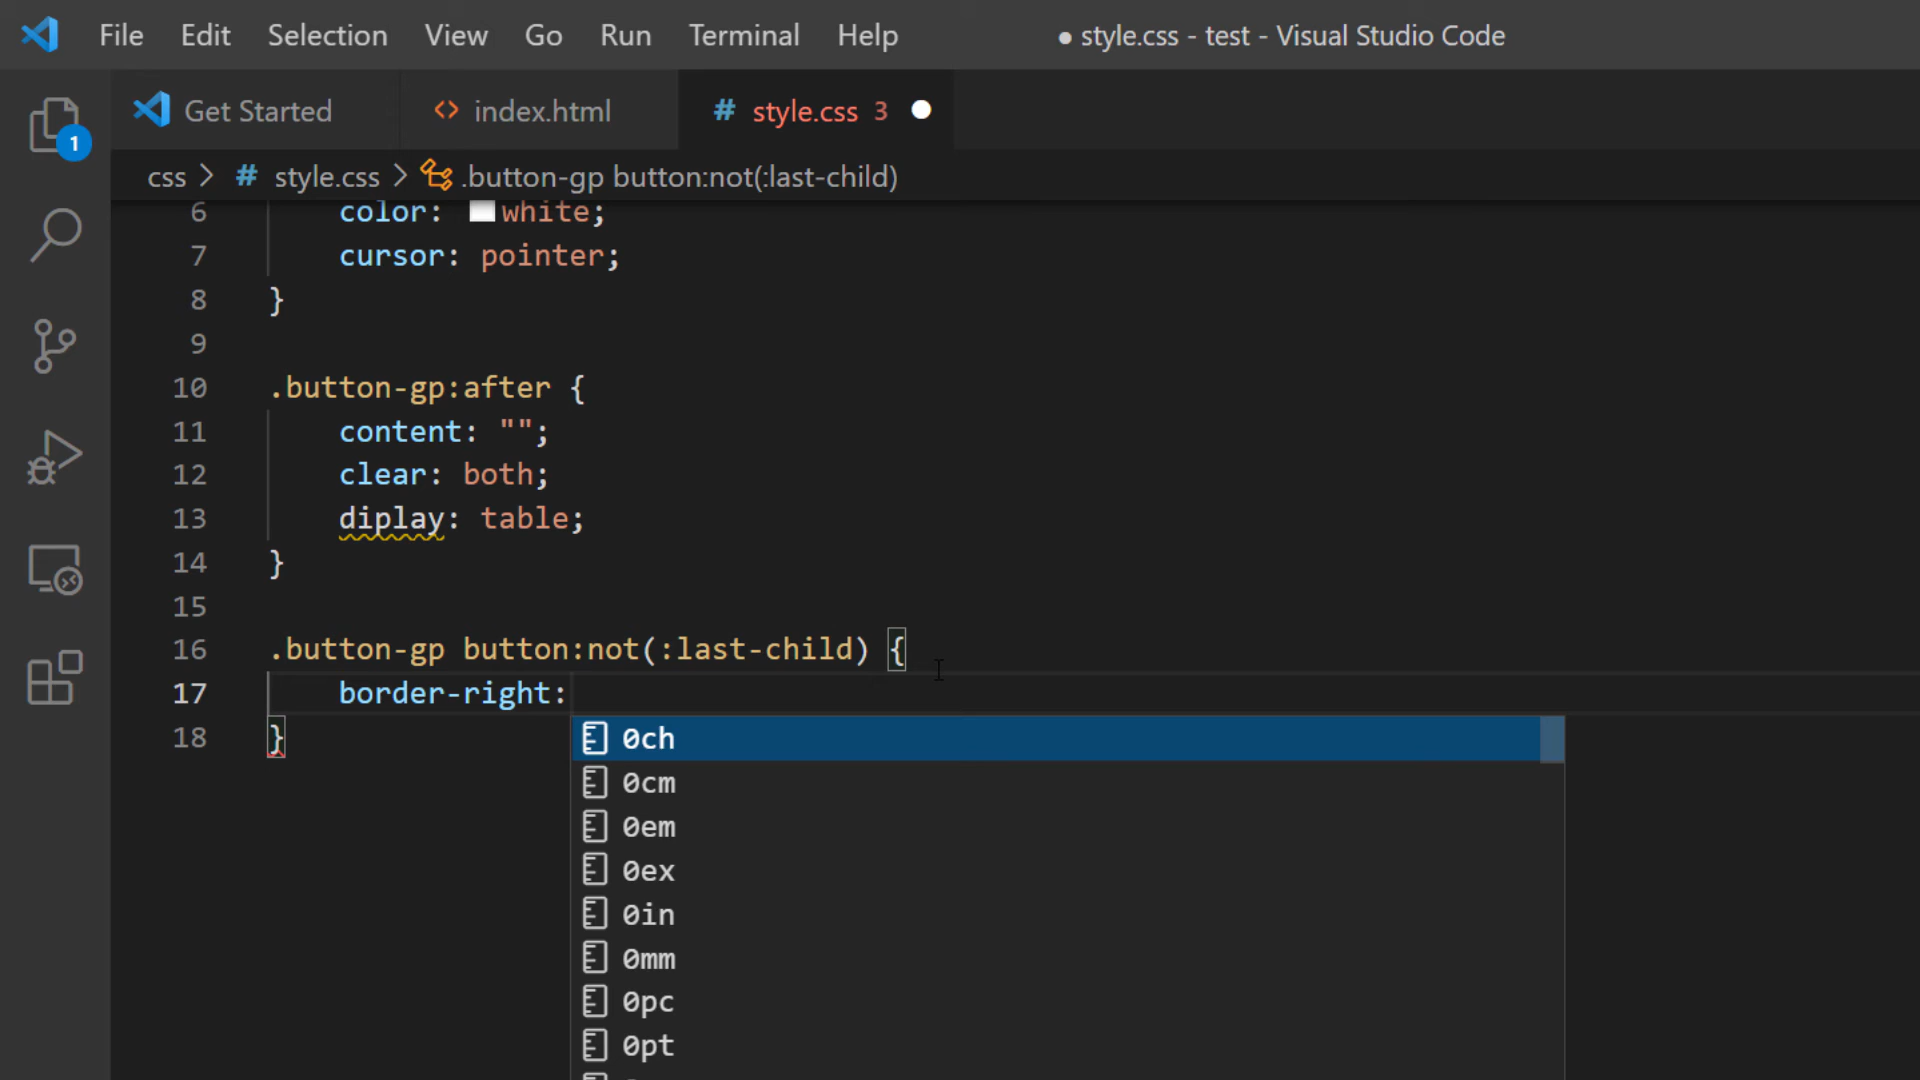 File Edit Selection View Go Run Terminal Help ● style.css - test - Visual Studio Code
Get Started index.html # style.css 3 ●
1
css > # style.css > .button-gp button:not(:last-child)
6 color: white;
7 cursor: pointer;
8 }
9
10 .button-gp:after {
11 content: "";
12 clear: both;
13 diplay: table;
14 }
15
16 .button-gp button:not(:last-child) {
17 border-right:
18 }
0ch
0cm
0em
0ex
0in
0mm
0pc
0pt